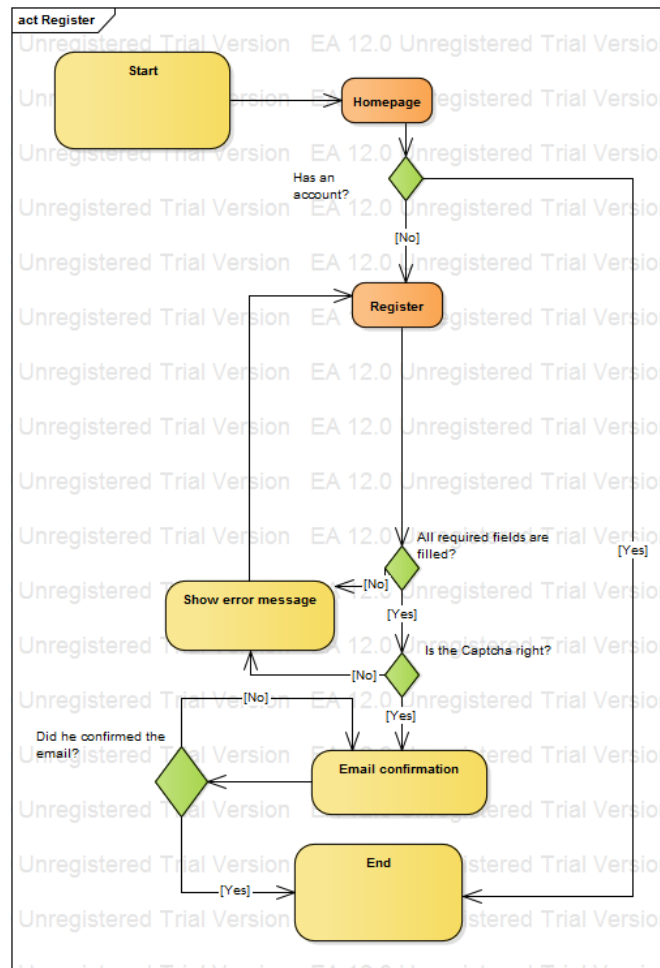 act Register
Unregistered Trial Version EA 12.0 Unregistered Trial Version
Start
Homepage
Has an
account?
[No]
Register
All required fields are
filled?
[Yes]
[No]
Show error message
[Yes]
Is the Captcha right?
[No]
[No]
[Yes]
Did he confirmed the
email?
Email confirmation
End
[Yes]